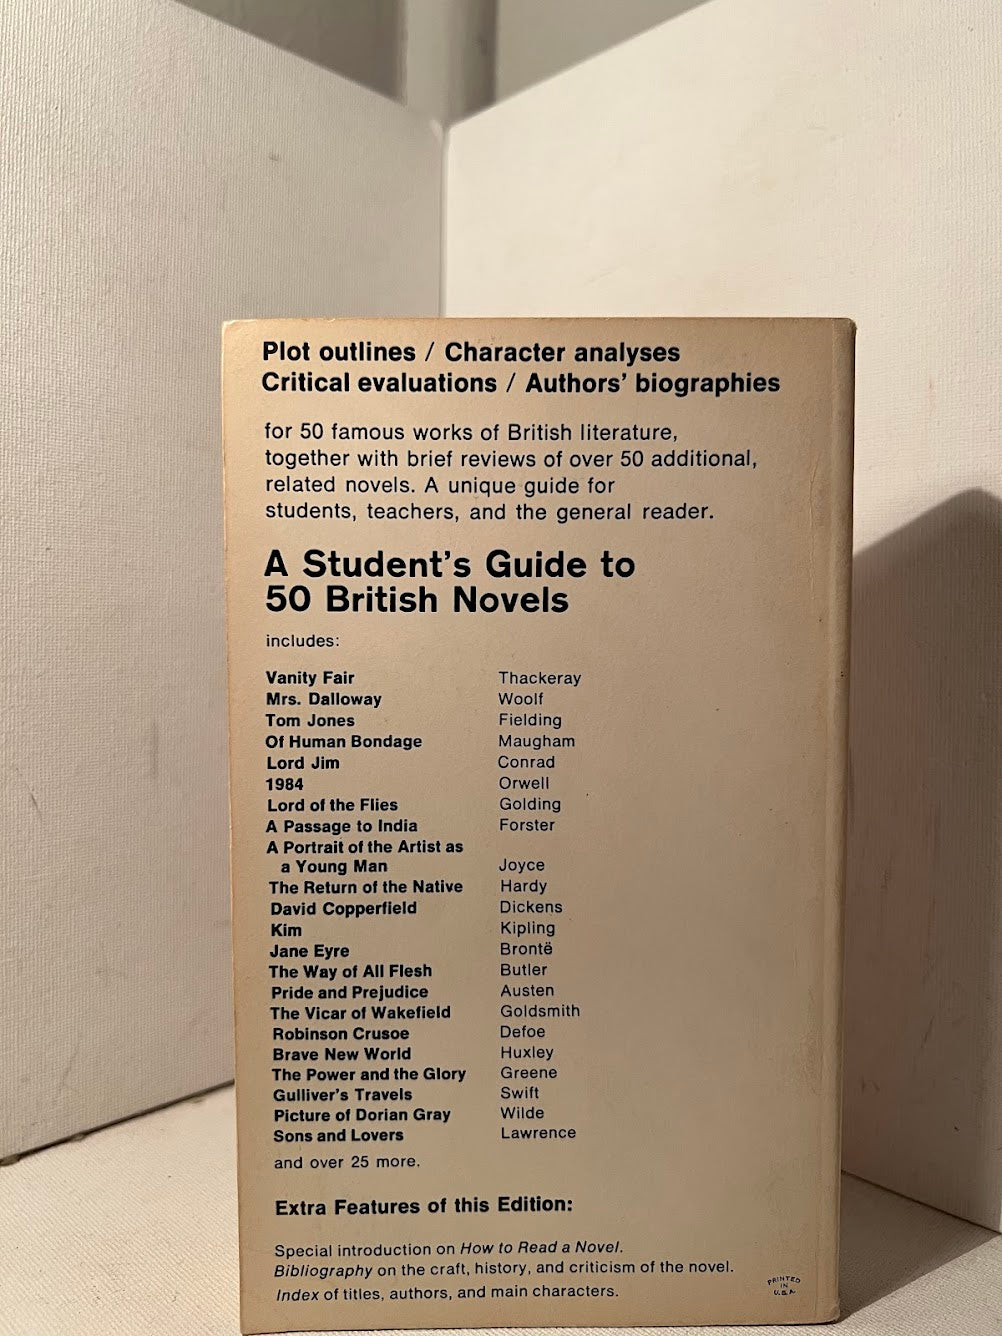 Plot outlines / Character analyses
Critical evaluations / Authors' biographies
for 50 famous works of British literature,
together with brief reviews of over 50 additional,
related novels. A unique guide for
students, teachers, and the general reader.
A Student's Guide to
50 British Novels
includes:
Vanity Fair Thackeray
Mrs. Dalloway Woolf
Tom Jones Fielding
Of Human Bondage Maugham
Lord Jim Conrad
1984 Orwell
Lord of the Flies Golding
A Passage to India Forster
A Portrait of the Artist as
a Young Man Joyce
The Return of the Native Hardy
David Copperfield Dickens
Kim Kipling
Jane Eyre Brontë
The Way of All Flesh Butler
Pride and Prejudice Austen
The Vicar of Wakefield Goldsmith
Robinson Crusoe Defoe
Brave New World Huxley
The Power and the Glory Greene
Gulliver's Travels Swift
Picture of Dorian Gray Wilde
Sons and Lovers Lawrence
and over 25 more.
Extra Features of this Edition:
Special introduction on How to Read a Novel.
Bibliography on the craft, history, and criticism of the novel.
Index of titles, authors, and main characters.
PRINTED
IN
U.S.A.